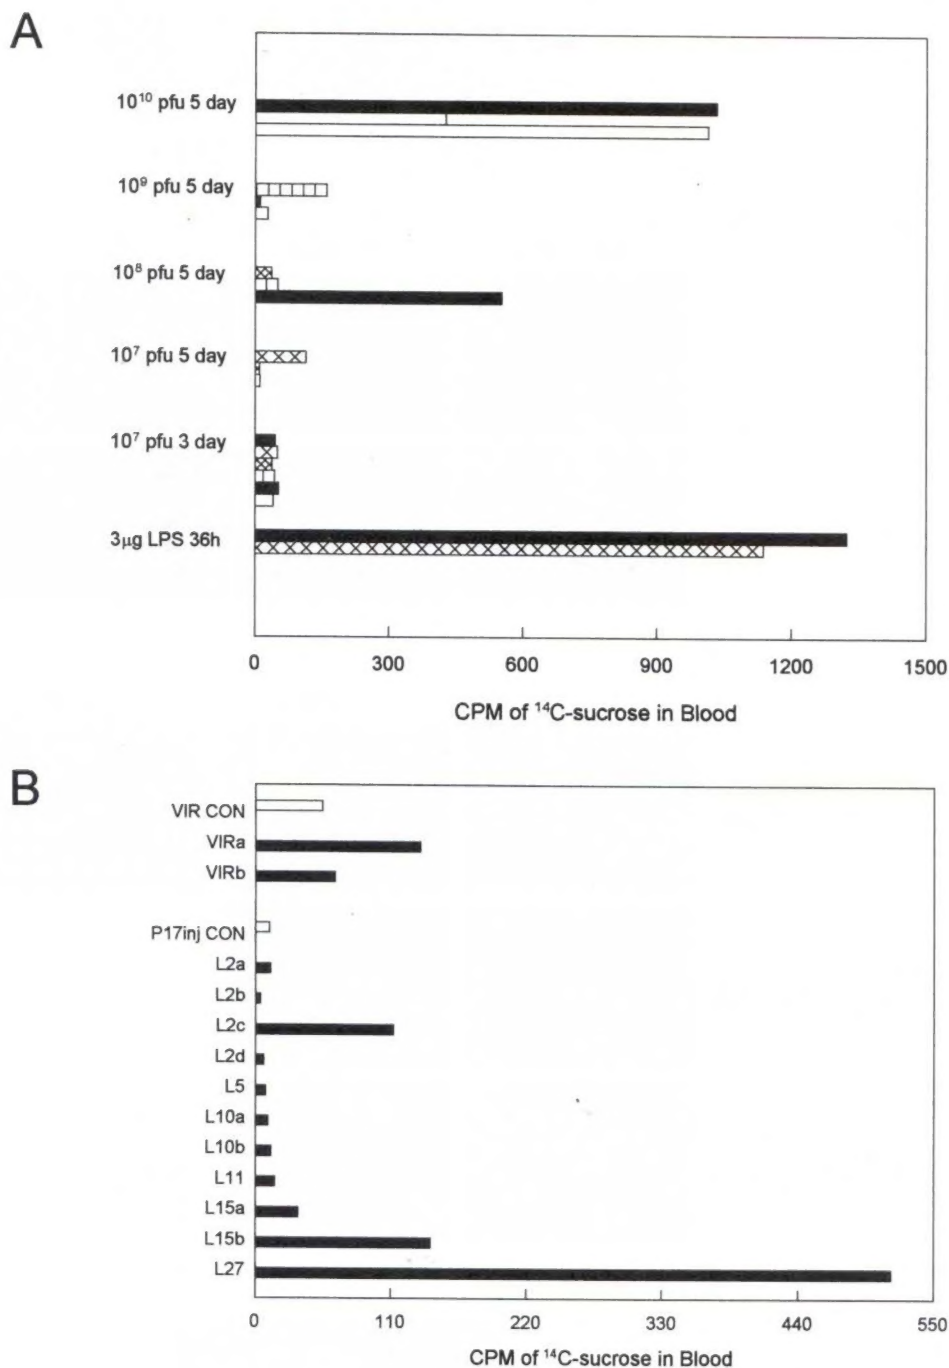 A
10¹⁰ pfu 5 day
10⁹ pfu 5 day
10⁸ pfu 5 day
10⁷ pfu 5 day
10⁷ pfu 3 day
3μg LPS 36h
0 300 600 900 1200 1500
CPM of ¹⁴C-sucrose in Blood
B
VIR CON
VIRa
VIRb
P17inj CON
L2a
L2b
L2c
L2d
L5
L10a
L10b
L11
L15a
L15b
L27
0 110 220 330 440 550
CPM of ¹⁴C-sucrose in Blood